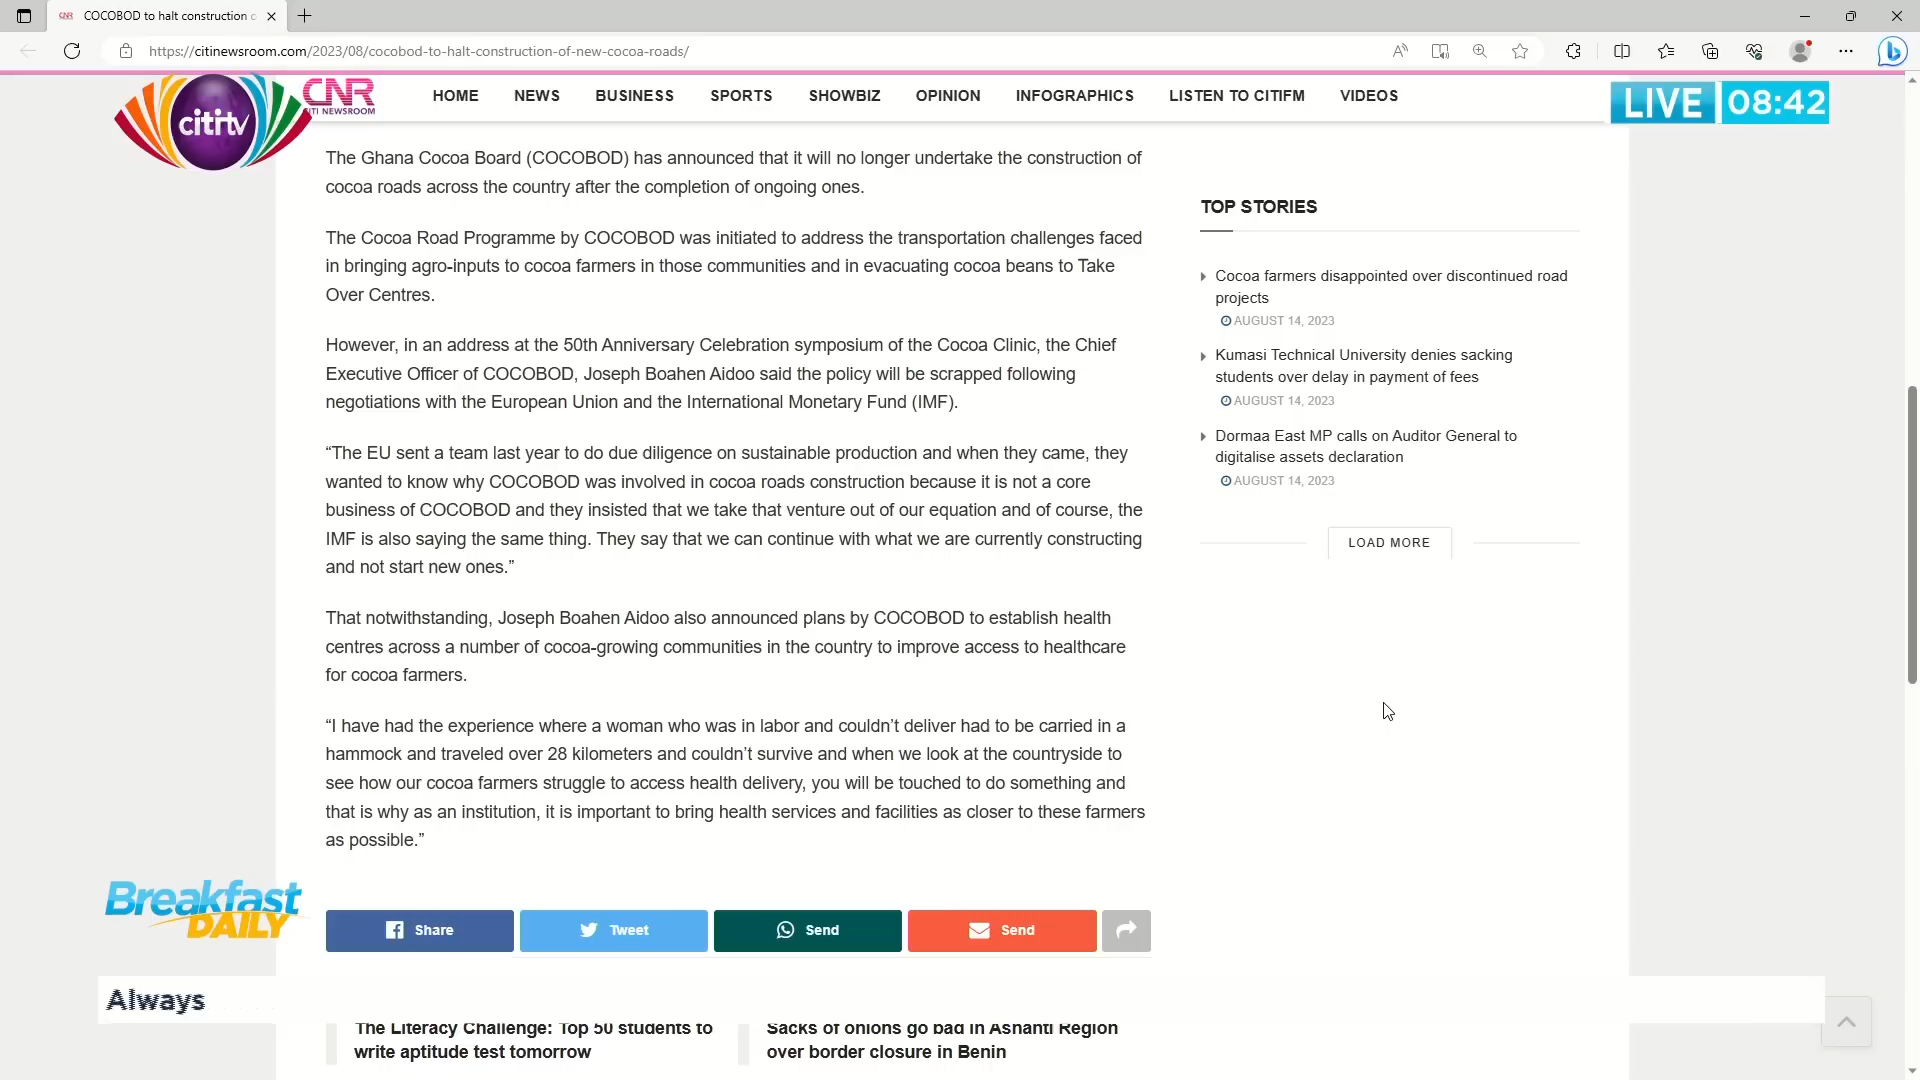 COCOBOD to halt construction o
https://citinewsroom.com/2023/08/cocobod-to-halt-construction-of-new-cocoa-roads/
cititv
CNR
CITI NEWSROOM
HOME NEWS BUSINESS SPORTS SHOWBIZ OPINION INFOGRAPHICS LISTEN TO CITIFM VIDEOS
LIVE 08:42
The Ghana Cocoa Board (COCOBOD) has announced that it will no longer undertake the construction of
cocoa roads across the country after the completion of ongoing ones.
The Cocoa Road Programme by COCOBOD was initiated to address the transportation challenges faced
in bringing agro-inputs to cocoa farmers in those communities and in evacuating cocoa beans to Take
Over Centres.
However, in an address at the 50th Anniversary Celebration symposium of the Cocoa Clinic, the Chief
Executive Officer of COCOBOD, Joseph Boahen Aidoo said the policy will be scrapped following
negotiations with the European Union and the International Monetary Fund (IMF).
“The EU sent a team last year to do due diligence on sustainable production and when they came, they
wanted to know why COCOBOD was involved in cocoa roads construction because it is not a core
business of COCOBOD and they insisted that we take that venture out of our equation and of course, the
IMF is also saying the same thing. They say that we can continue with what we are currently constructing
and not start new ones.”
That notwithstanding, Joseph Boahen Aidoo also announced plans by COCOBOD to establish health
centres across a number of cocoa-growing communities in the country to improve access to healthcare
for cocoa farmers.
“I have had the experience where a woman who was in labor and couldn’t deliver had to be carried in a
hammock and traveled over 28 kilometers and couldn’t survive and when we look at the countryside to
see how our cocoa farmers struggle to access health delivery, you will be touched to do something and
that is why as an institution, it is important to bring health services and facilities as closer to these farmers
as possible.”
TOP STORIES
Cocoa farmers disappointed over discontinued road
projects
AUGUST 14, 2023
Kumasi Technical University denies sacking
students over delay in payment of fees
AUGUST 14, 2023
Dormaa East MP calls on Auditor General to
digitalise assets declaration
AUGUST 14, 2023
LOAD MORE
Breakfast
DAILY
Share Tweet Send Send
Always
The Literacy Challenge: Top 50 students to
write aptitude test tomorrow
Sacks of onions go bad in Ashanti Region
over border closure in Benin